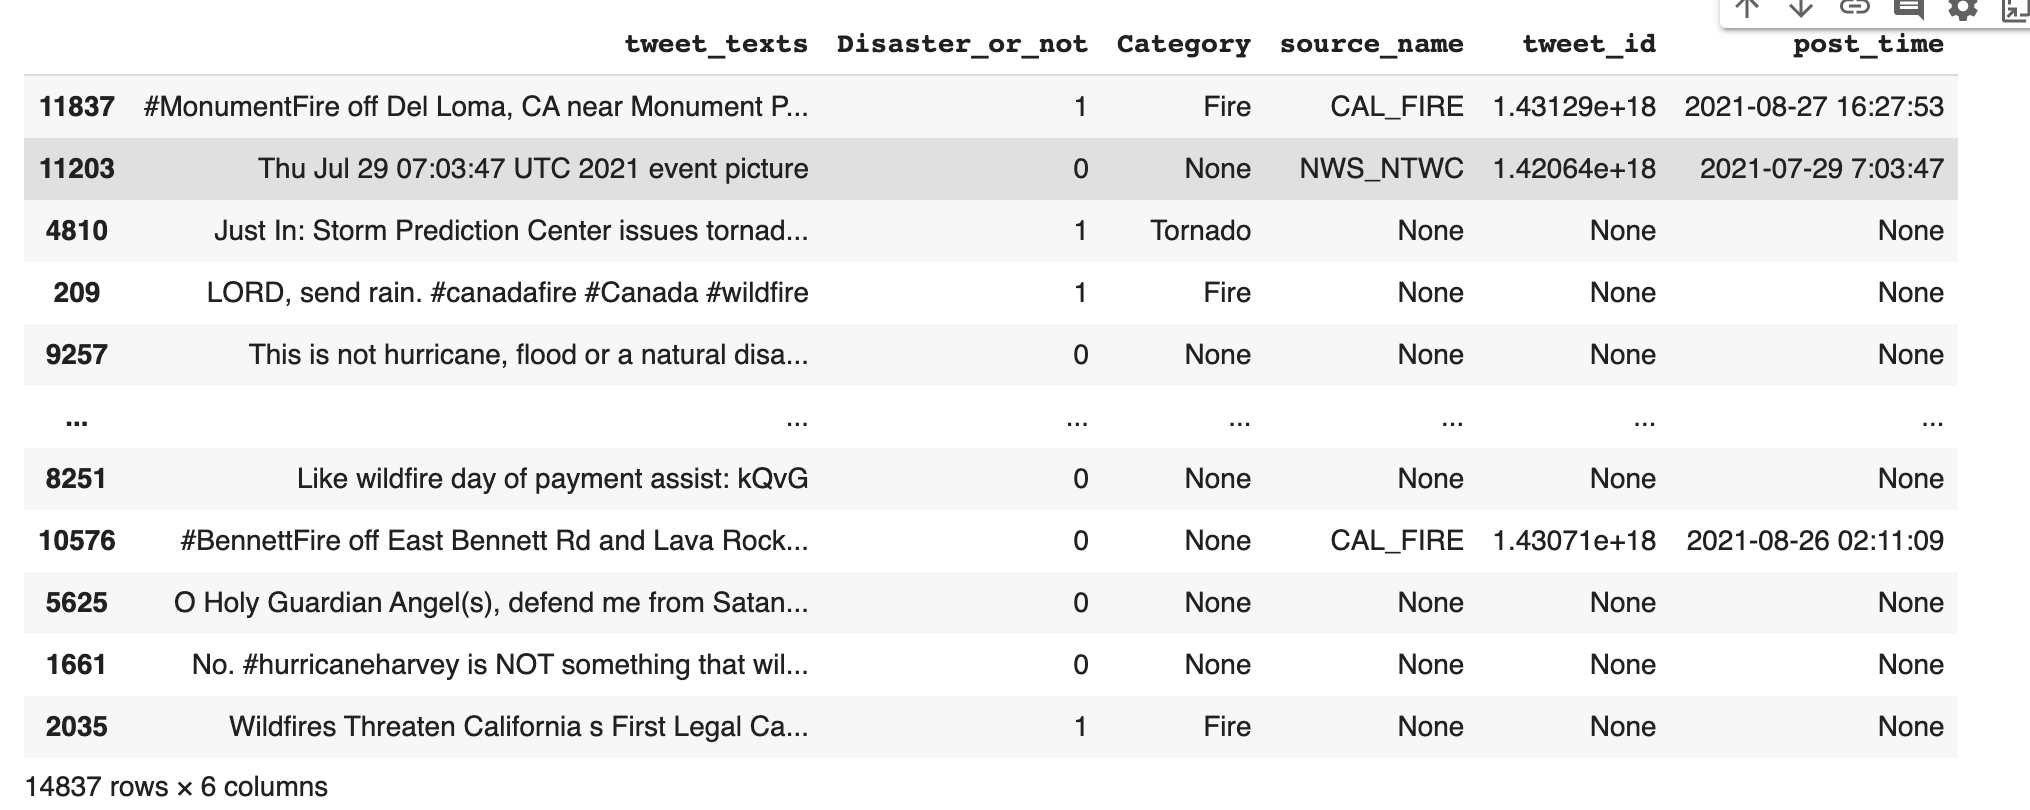 tweet_texts Disaster_or_not Category source_name tweet_id post_time
11837 #MonumentFire off Del Loma, CA near Monument P... 1 Fire CAL_FIRE 1.43129e+18 2021-08-27 16:27:53
11203 Thu Jul 29 07:03:47 UTC 2021 event picture 0 None NWS_NTWC 1.42064e+18 2021-07-29 7:03:47
4810 Just In: Storm Prediction Center issues tornad... 1 Tornado None None None
209 LORD, send rain. #canadafire #Canada #wildfire 1 Fire None None None
9257 This is not hurricane, flood or a natural disa... 0 None None None None
... ... ... ... ... ... ...
8251 Like wildfire day of payment assist: kQvG 0 None None None None
10576 #BennettFire off East Bennett Rd and Lava Rock... 0 None CAL_FIRE 1.43071e+18 2021-08-26 02:11:09
5625 O Holy Guardian Angel(s), defend me from Satan... 0 None None None None
1661 No. #hurricaneharvey is NOT something that wil... 0 None None None None
2035 Wildfires Threaten California s First Legal Ca... 1 Fire None None None
14837 rows × 6 columns